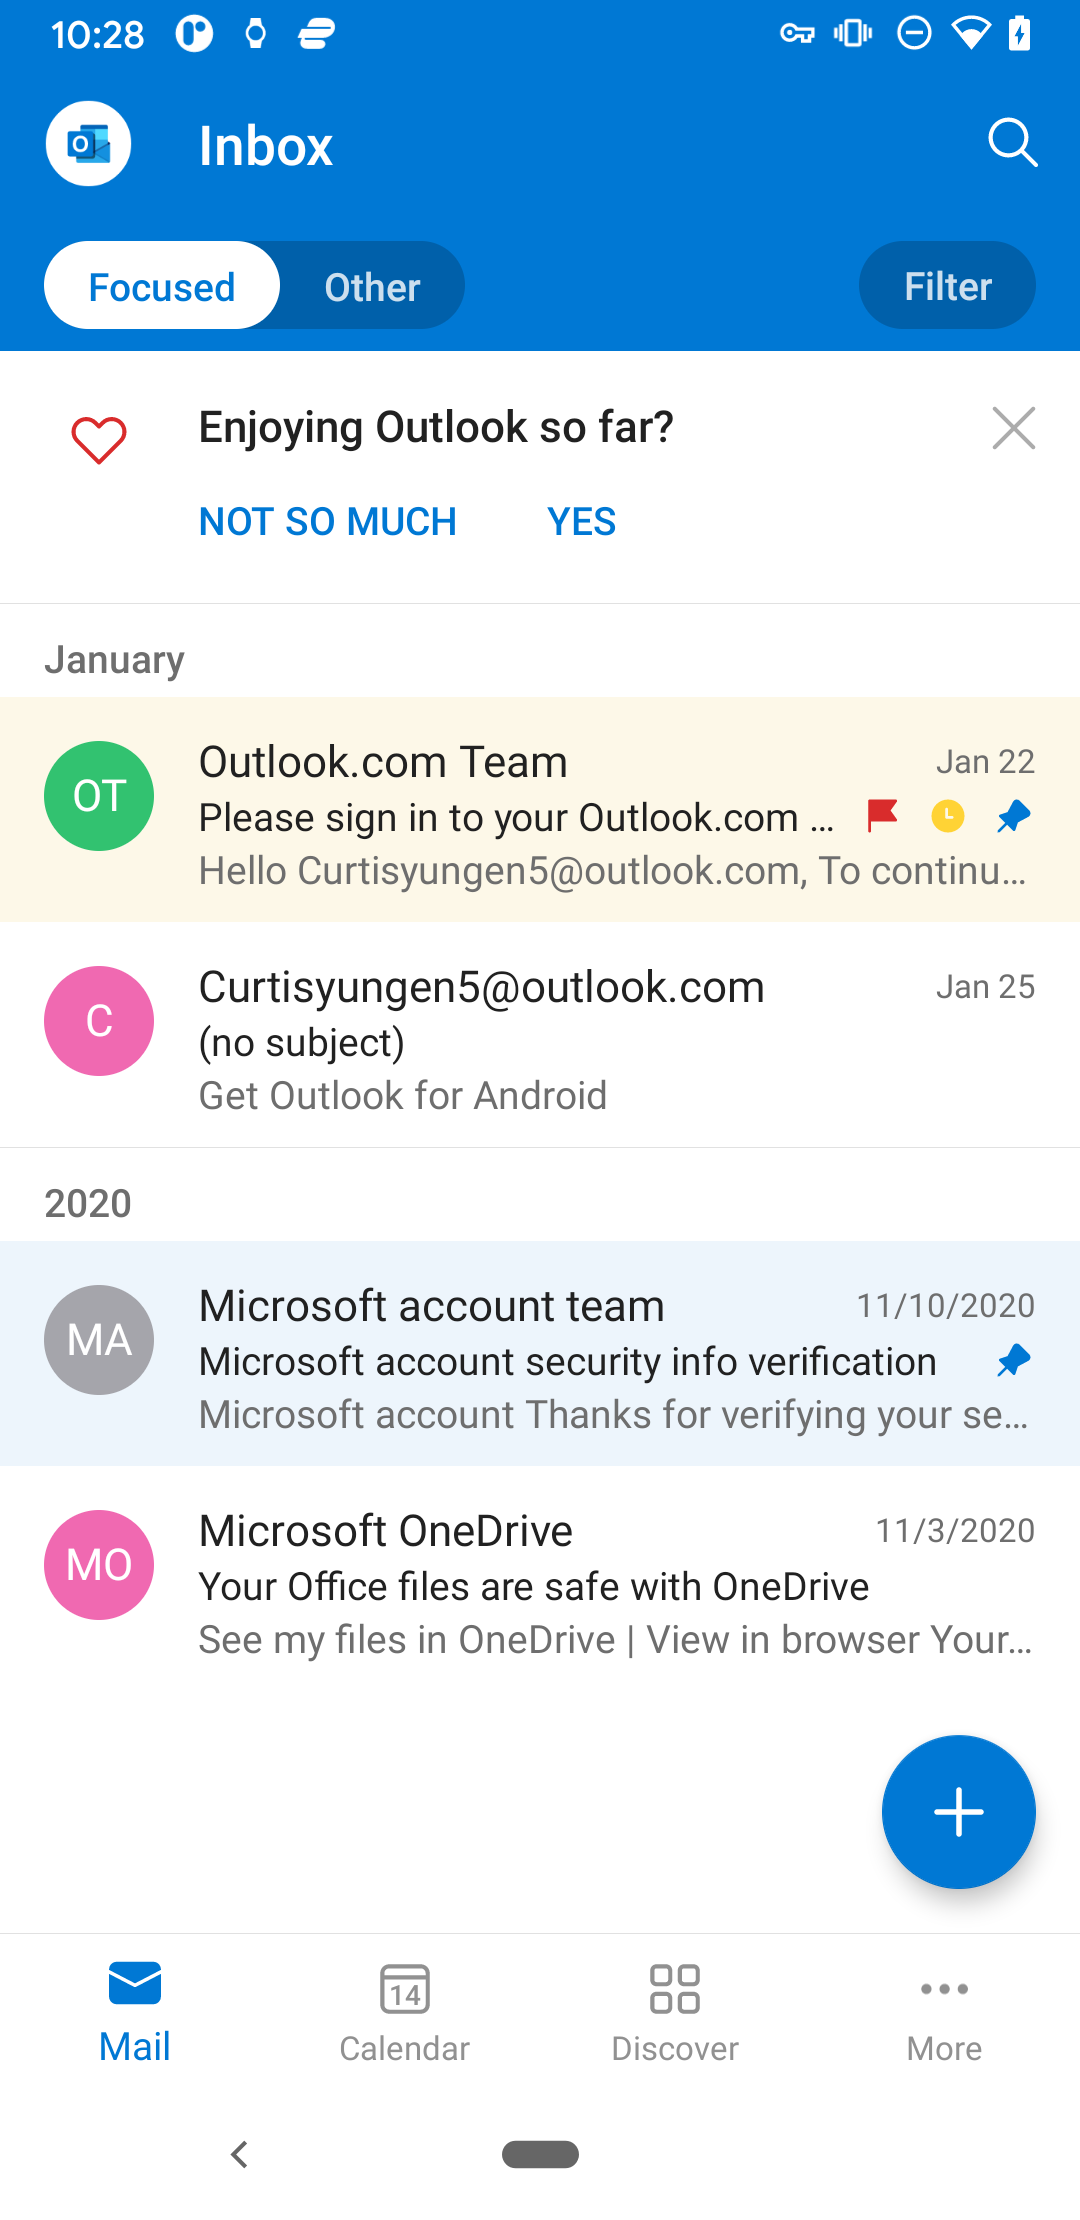 10:28
Inbox
Focused
Other
Filter
Enjoying Outlook so far?
NOT SO MUCH
YES
January
OT
Outlook.com Team
Jan 22
Please sign in to your Outlook.com ...
Hello Curtisyungen5@outlook.com, To continu...
C
Curtisyungen5@outlook.com
Jan 25
(no subject)
Get Outlook for Android
2020
MA
Microsoft account team
11/10/2020
Microsoft account security info verification
Microsoft account Thanks for verifying your se...
MO
Microsoft OneDrive
11/3/2020
Your Office files are safe with OneDrive
See my files in OneDrive | View in browser Your...
Mail
14
Calendar
Discover
More